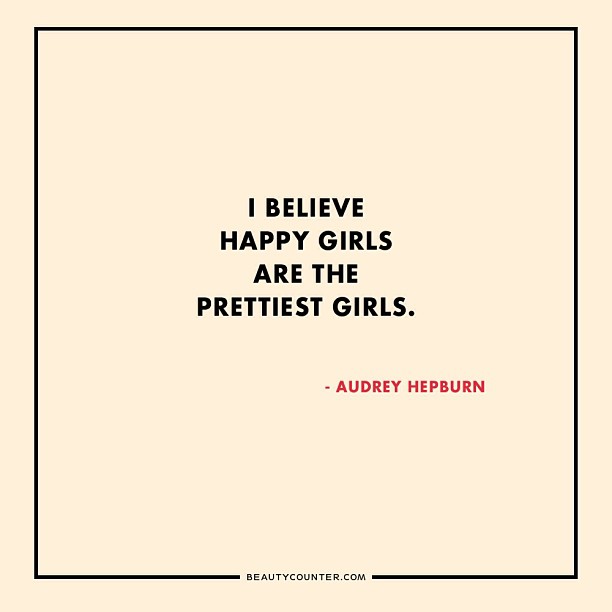 I BELIEVE
HAPPY GIRLS
ARE THE
PRETTIEST GIRLS.
- AUDREY HEPBURN
BEAUTYCOUNTER.COM